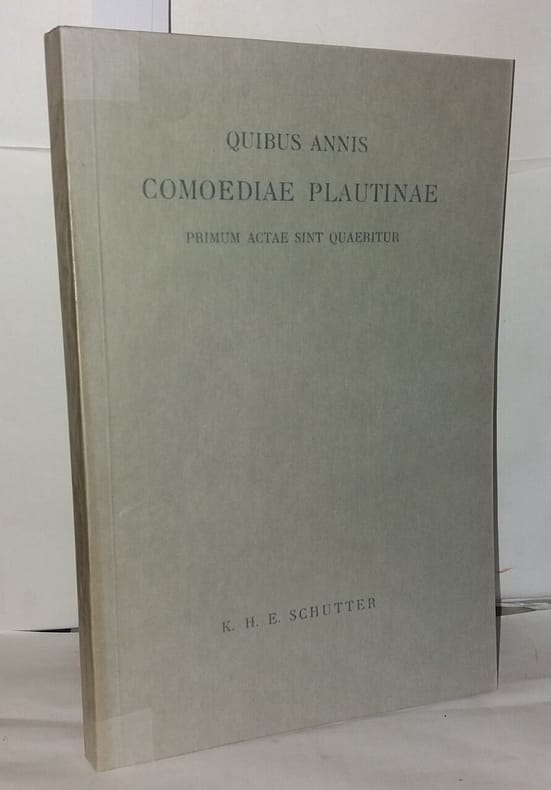 QUIBUS ANNIS
COMOEDIAE PLAUTINAE
PRIMUM ACTAE SINT QUAERITUR
K. H. E. SCHUTTER